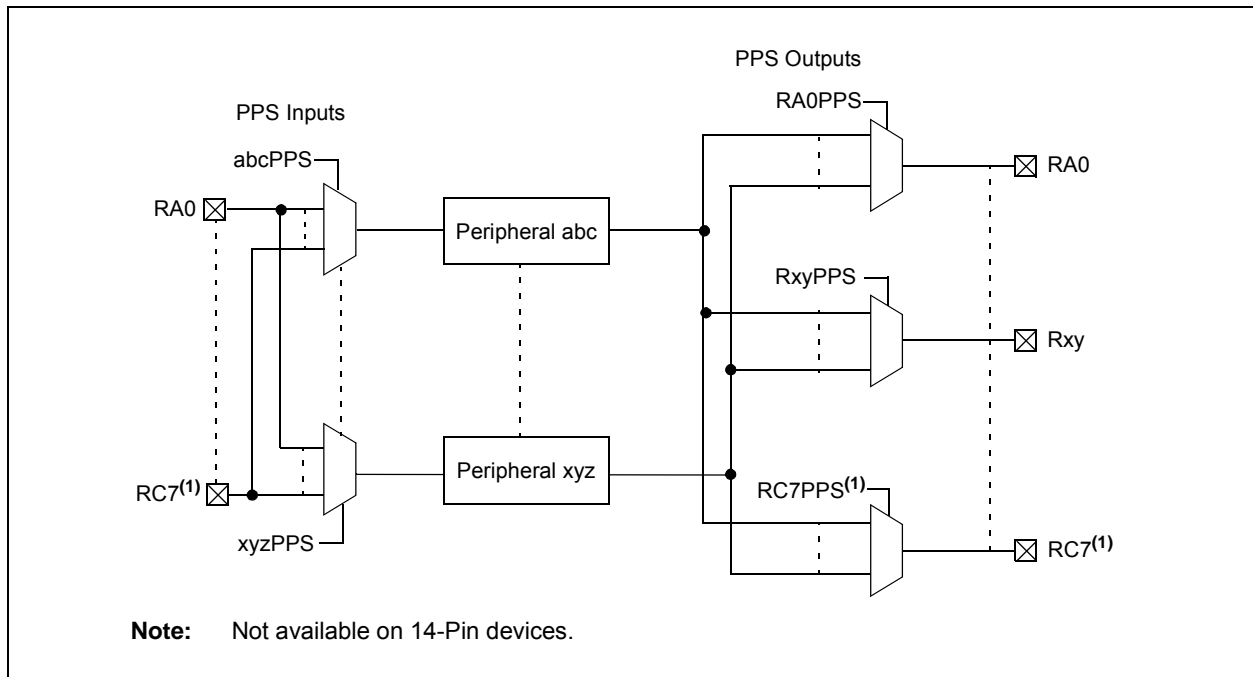 PPS Outputs
RA0PPS
PPS Inputs
abcPPS
RA0
RA0
Peripheral abc
RxyPPS
Rxy
Peripheral xyz
RC7(1)
RC7PPS(1)
xyzPPS
RC7(1)
Note: Not available on 14-Pin devices.